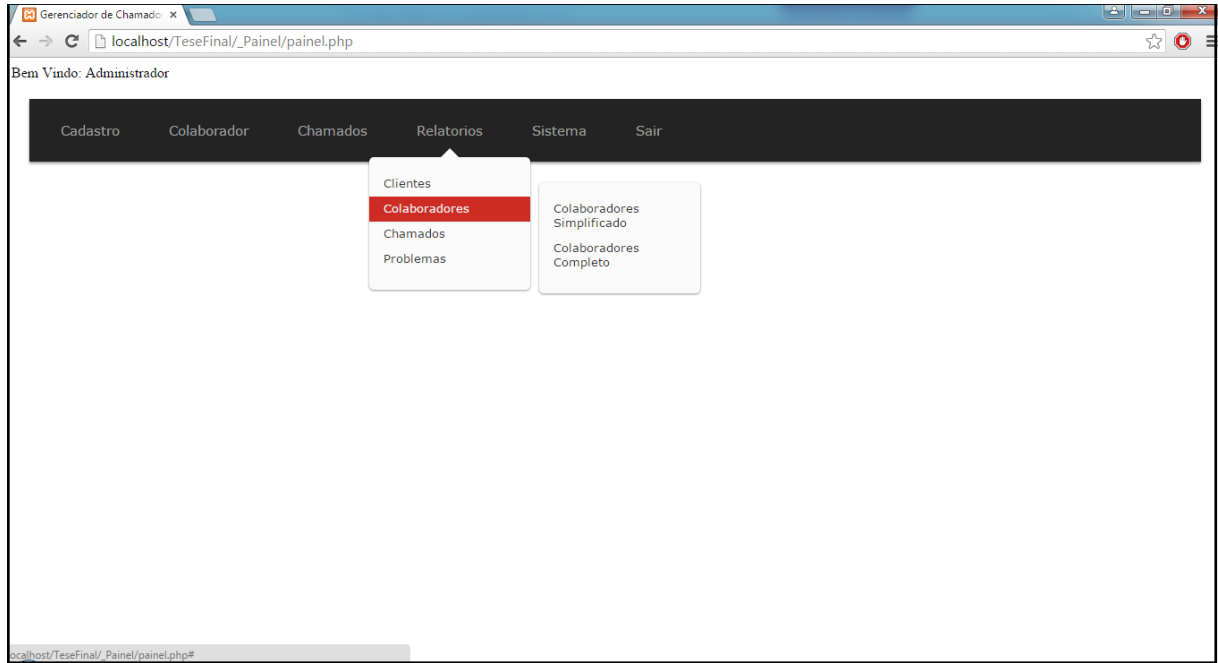 Gerenciador de Chamado
localhost/TeseFinal/_Painel/painel.php
Bem Vindo: Administrador
Cadastro Colaborador Chamados Relatorios Sistema Sair
Clientes
Colaboradores
Chamados
Problemas
Colaboradores
Simplificado
Colaboradores
Completo
ocalhost/TeseFinal/_Painel/painel.php#